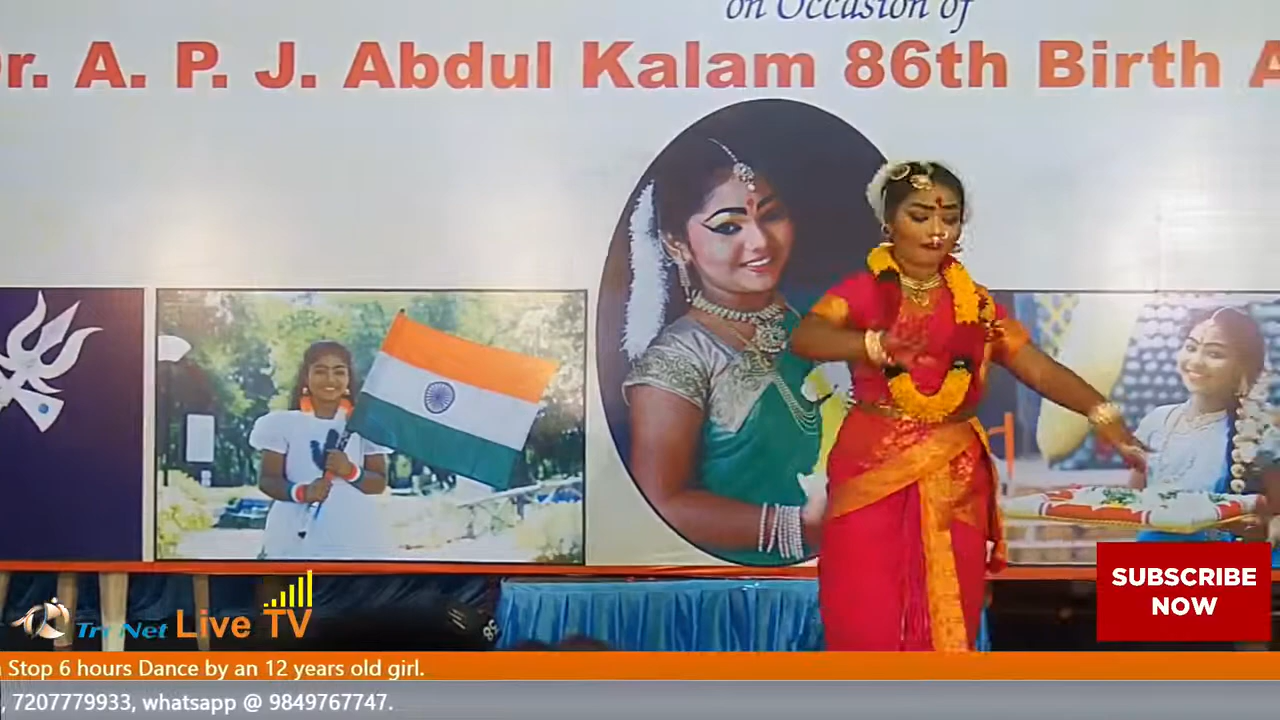 on Occasion of
Dr. A. P. J. Abdul Kalam 86th Birth A
Tri Net Live TV
SUBSCRIBE
NOW
Stop 6 hours Dance by an 12 years old girl.
, 7207779933, whatsapp @ 9849767747.